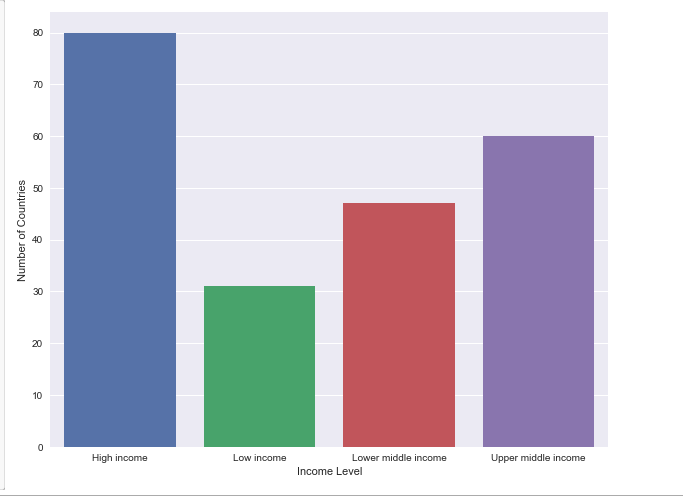 80
70
60
50
40
30
20
10
0
Number of Countries
High income
Low income
Lower middle income
Upper middle income
Income Level